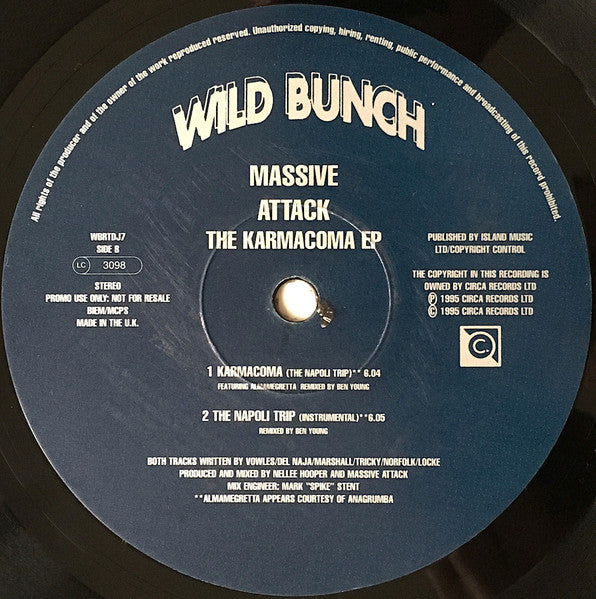 All rights of the producer and of the owner of the work reproduced reserved. Unauthorized copying, hiring, renting, public performance and broadcasting of this record prohibited.
WILD BUNCH
MASSIVE
ATTACK
THE KARMACOMA EP
WBRTDJ7
SIDE B
LC 3098
STEREO
PROMO USE ONLY: NOT FOR RESALE
BIEM/MCPS
MADE IN THE U.K.
PUBLISHED BY ISLAND MUSIC
LTD/COPYRIGHT CONTROL
THE COPYRIGHT IN THIS RECORDING IS
OWNED BY CIRCA RECORDS LTD
℗ 1995 CIRCA RECORDS LTD
© 1995 CIRCA RECORDS LTD
C.
1 KARMACOMA (THE NAPOLI TRIP)** 6.04
FEATURING ALMAMEGRETTA REMIXED BY BEN YOUNG
2 THE NAPOLI TRIP (INSTRUMENTAL)**6.05
REMIXED BY BEN YOUNG
BOTH TRACKS WRITTEN BY VOWLES/DEL NAJA/MARSHALL/TRICKY/NORFOLK/LOCKE
PRODUCED AND MIXED BY NELLEE HOOPER AND MASSIVE ATTACK
MIX ENGINEER: MARK "SPIKE" STENT
**ALMAMEGRETTA APPEARS COURTESY OF ANAGRUMBA